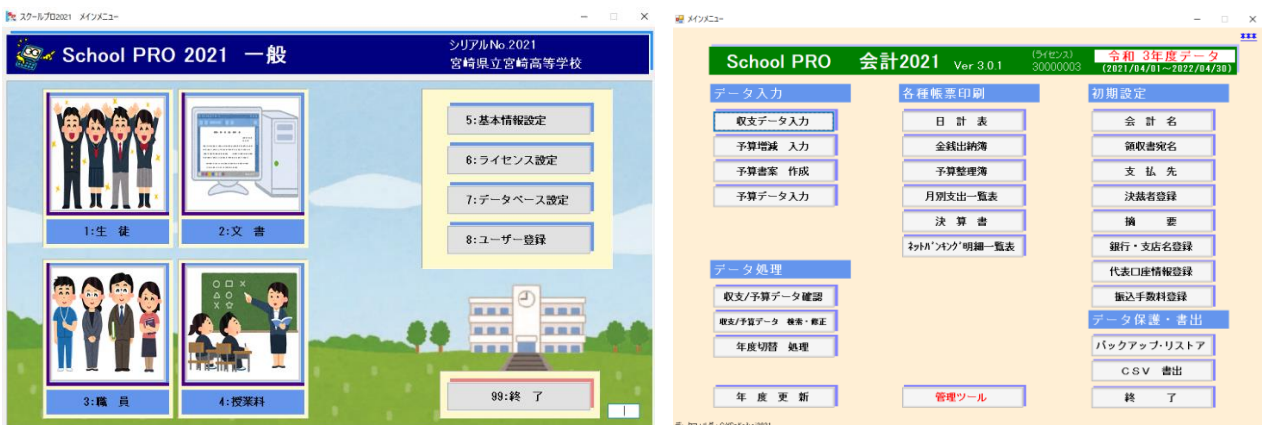 スクールプロ2021 メインメニュー
School PRO 2021 一般
シリアルNo.2021
宮崎県立宮崎高等学校
1:生 徒
2:文 書
3:職 員
4:授業料
5:基本情報設定
6:ライセンス設定
7:データベース設定
8:ユーザー登録
99:終 了
メインメニュー
***
School PRO 会計2021 Ver 3.0.1
(ライセンス)
30000003
令和 3年度データ
(2021/04/01~2022/04/30)
データ入力
収支データ入力
予算増減 入力
予算書案 作成
予算データ入力
データ処理
収支/予算データ確認
収支/予算データ 検索・修正
年度切替 処理
年 度 更 新
各種帳票印刷
日 計 表
金銭出納簿
予算整理簿
月別支出一覧表
決 算 書
ネットバンキング明細一覧表
管理ツール
初期設定
会 計 名
領収書宛名
支 払 先
決裁者登録
摘 要
銀行・支店名登録
代表口座情報登録
振込手数料登録
データ保護・書出
バックアップ・リストア
CSV 書出
終 了